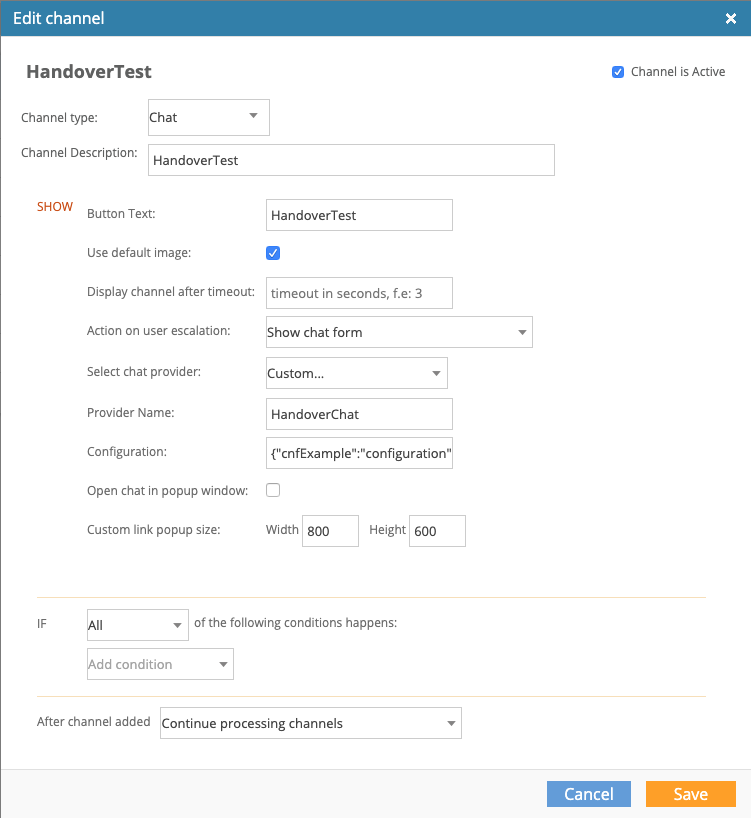 Edit channel ×
HandoverTest Channel is Active
Channel type: Chat
Channel Description: HandoverTest
SHOW Button Text: HandoverTest
Use default image:
Display channel after timeout: timeout in seconds, f.e: 3
Action on user escalation: Show chat form
Select chat provider: Custom...
Provider Name: HandoverChat
Configuration: {"cnfExample":"configuration"
Open chat in popup window:
Custom link popup size: Width 800 Height 600
IF All of the following conditions happens:
Add condition
After channel added Continue processing channels
Cancel Save